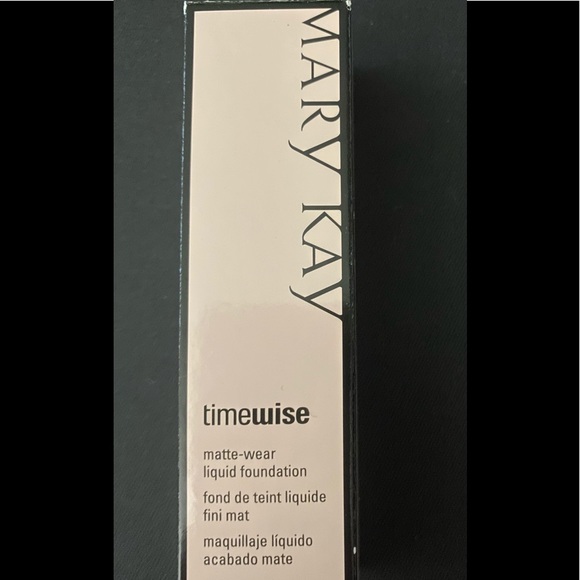 MARY KAY
timewise
matte-wear
liquid foundation
fond de teint liquide
fini mat
maquillaje líquido
acabado mate